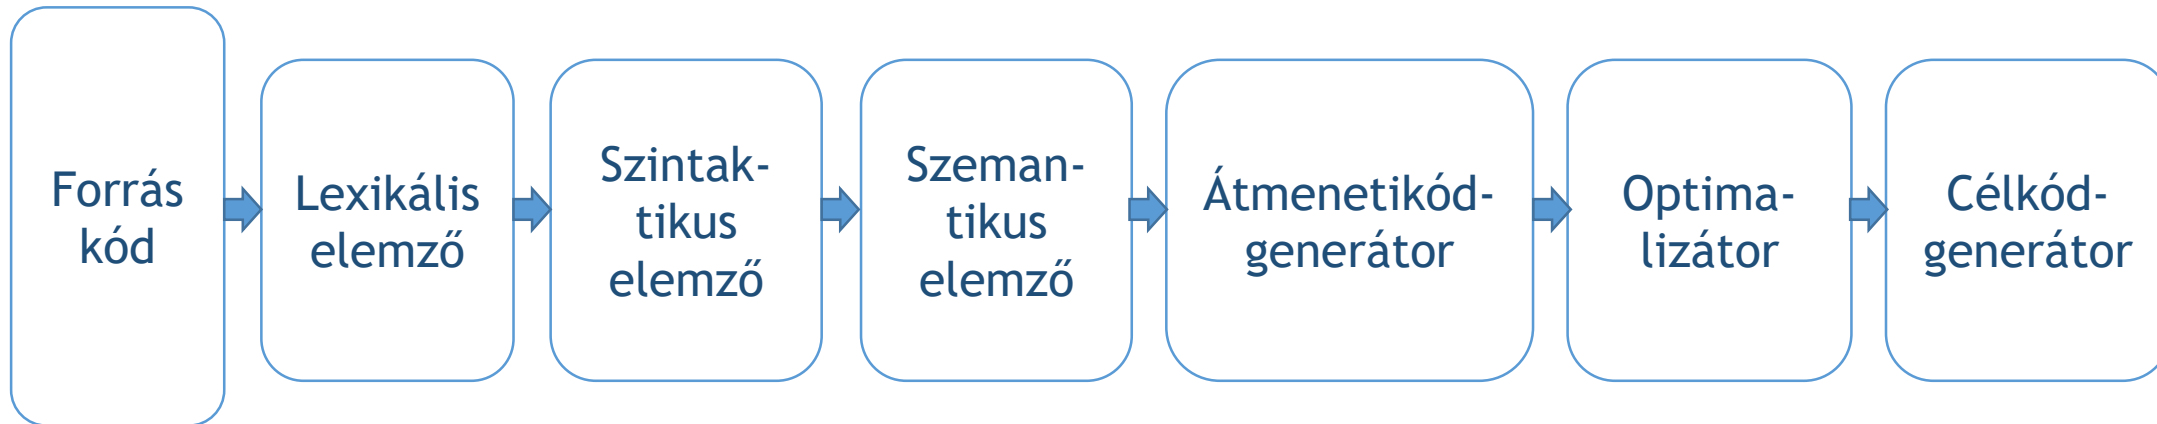 Forrás
kód
Lexikális
elemző
Szintak-
tikus
elemző
Szeman-
tikus
elemző
Átmenetikód-
generátor
Optima-
lizátor
Célkód-
generátor